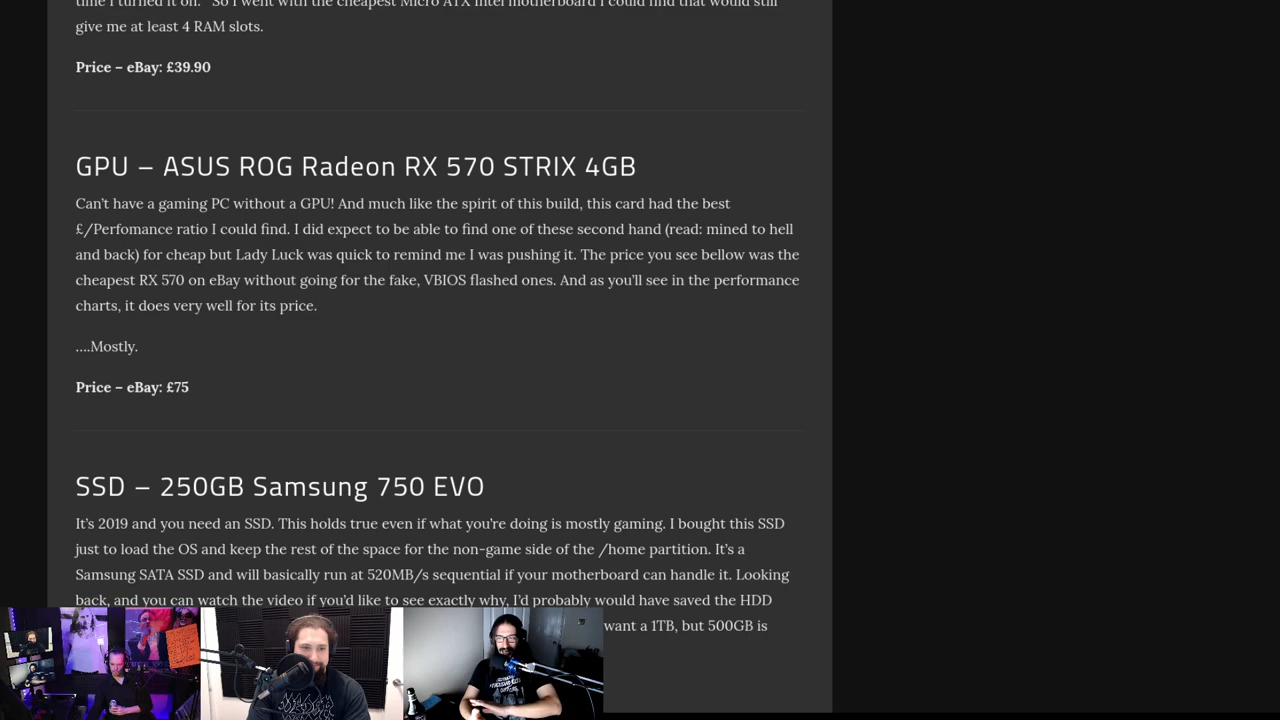 time I turned it on.” So I went with the cheapest Micro ATX Intel motherboard I could find that would still
give me at least 4 RAM slots.
Price – eBay: £39.90
GPU – ASUS ROG Radeon RX 570 STRIX 4GB
Can’t have a gaming PC without a GPU! And much like the spirit of this build, this card had the best
£/Perfomance ratio I could find. I did expect to be able to find one of these second hand (read: mined to hell
and back) for cheap but Lady Luck was quick to remind me I was pushing it. The price you see bellow was the
cheapest RX 570 on eBay without going for the fake, VBIOS flashed ones. And as you’ll see in the performance
charts, it does very well for its price.
….Mostly.
Price – eBay: £75
SSD – 250GB Samsung 750 EVO
It’s 2019 and you need an SSD. This holds true even if what you’re doing is mostly gaming. I bought this SSD
just to load the OS and keep the rest of the space for the non-game side of the /home partition. It’s a
Samsung SATA SSD and will basically run at 520MB/s sequential if your motherboard can handle it. Looking
back, and you can watch the video if you’d like to see exactly why, I’d probably would have saved the HDD
want a 1TB, but 500GB is